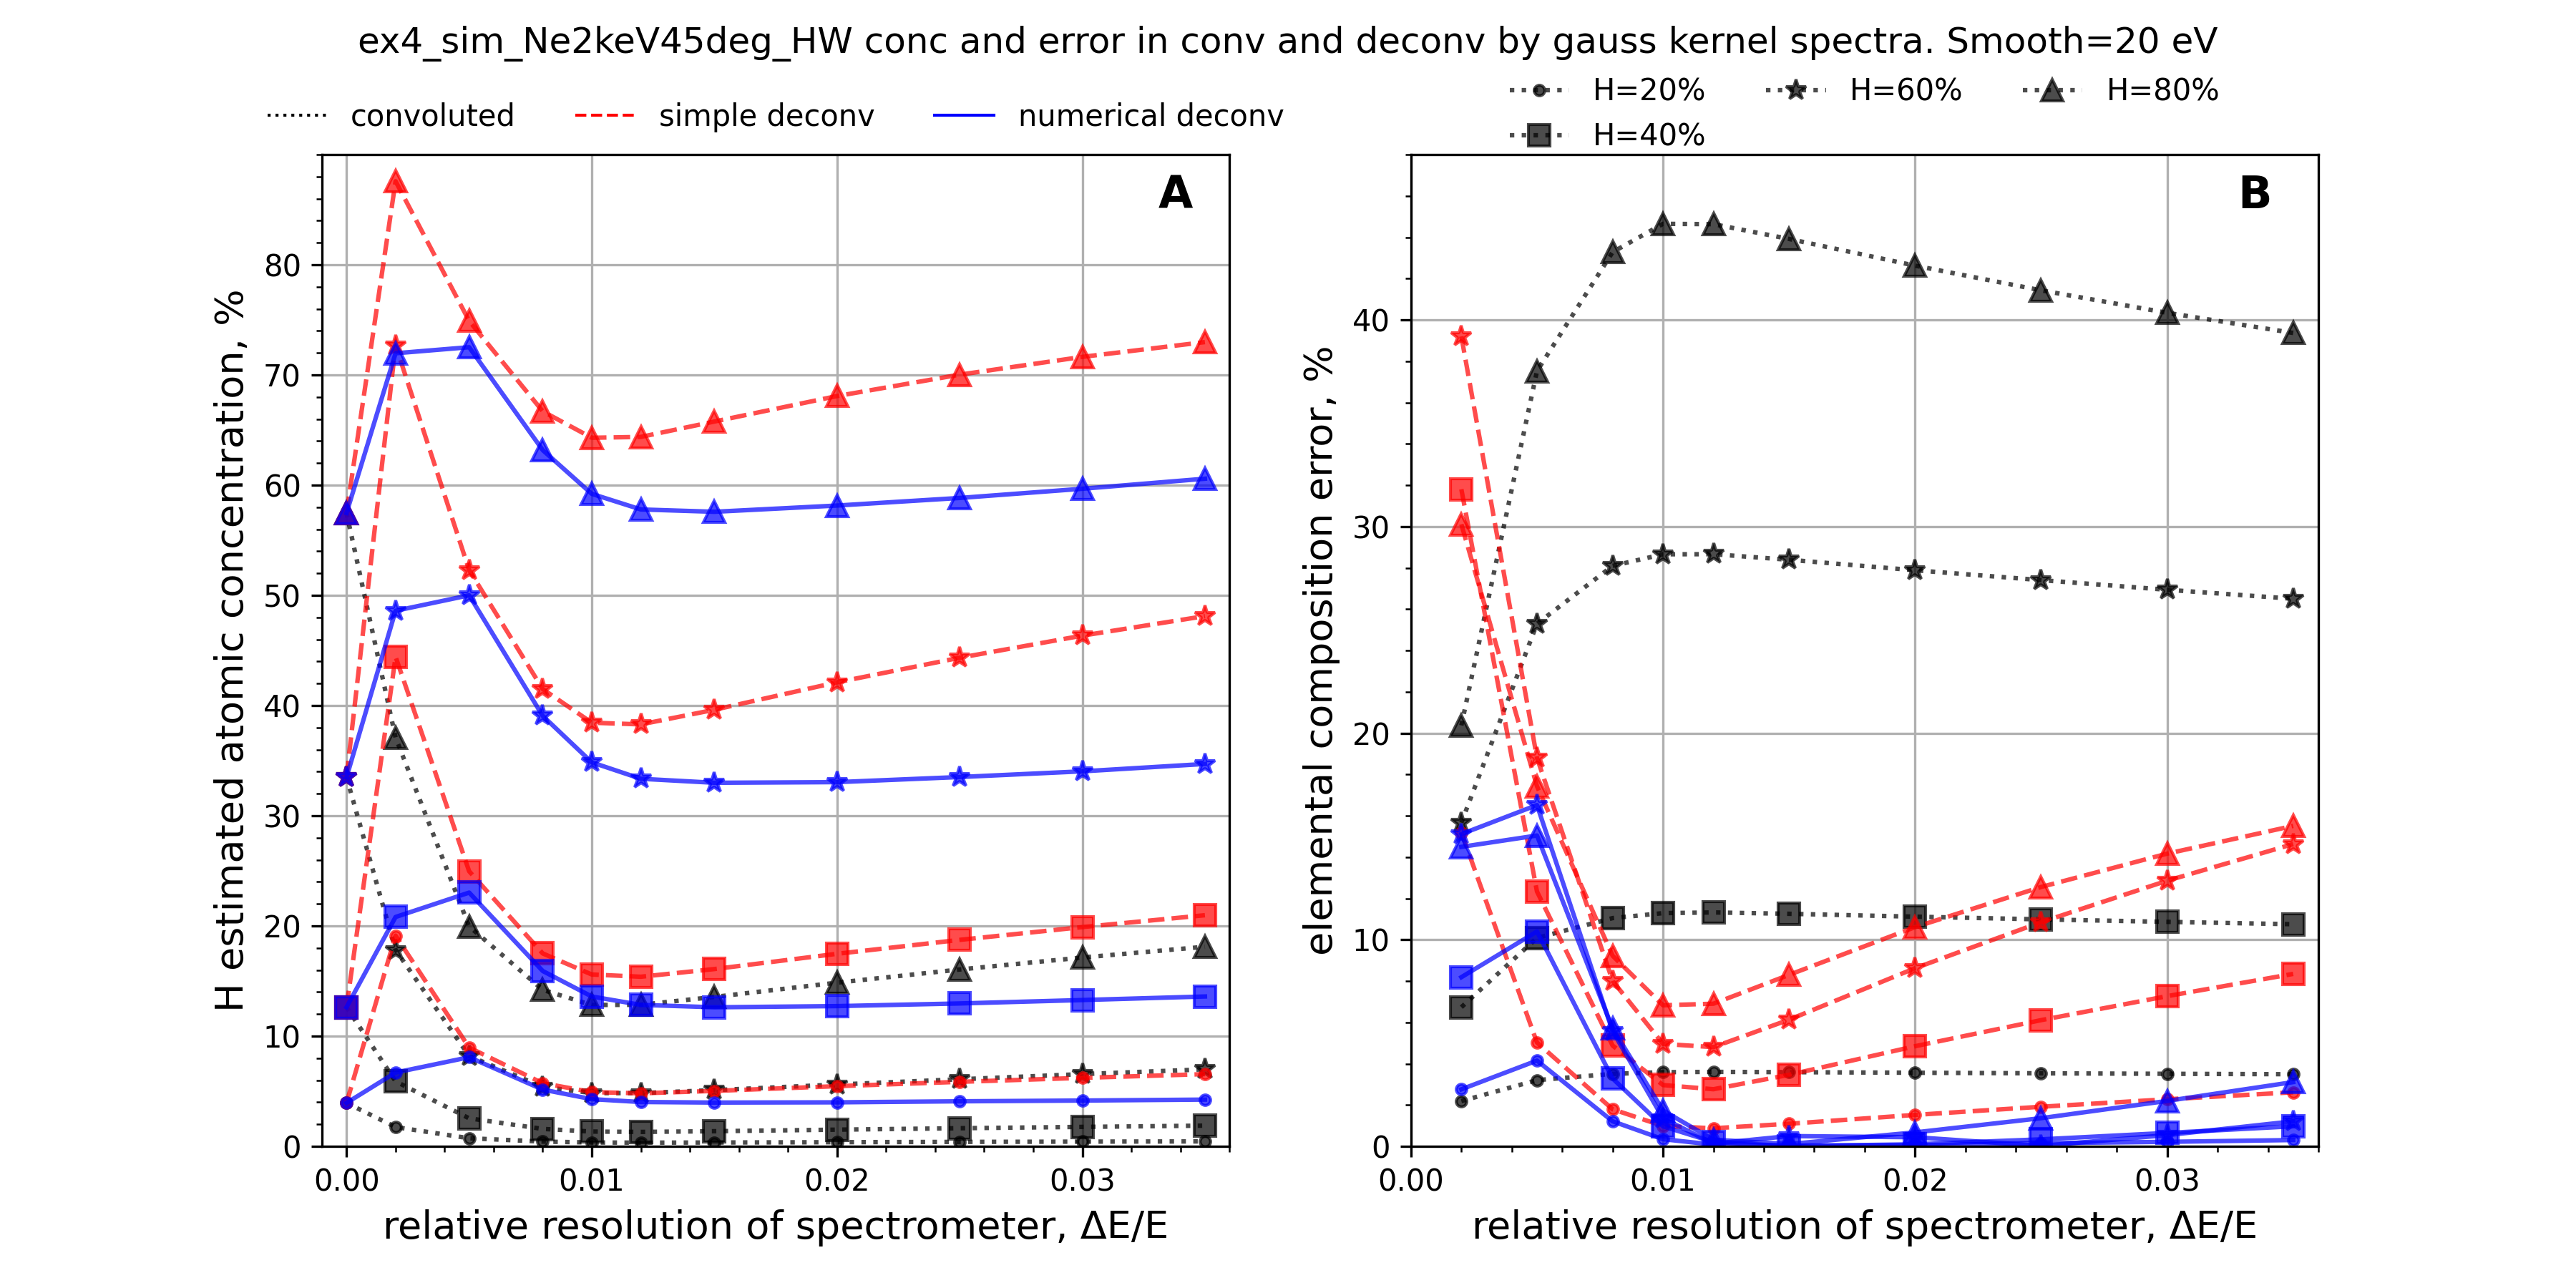 ex4_sim_Ne2keV45deg_HW conc and error in conv and deconv by gauss kernel spectra. Smooth=20 eV
convoluted simple deconv numerical deconv
H=20% H=60% H=80%
H=40%
A
H estimated atomic concentration, %
80
70
60
50
40
30
20
10
0
0.00 0.01 0.02 0.03
relative resolution of spectrometer, ΔE/E
B
elemental composition error, %
40
30
20
10
0
0.00 0.01 0.02 0.03
relative resolution of spectrometer, ΔE/E